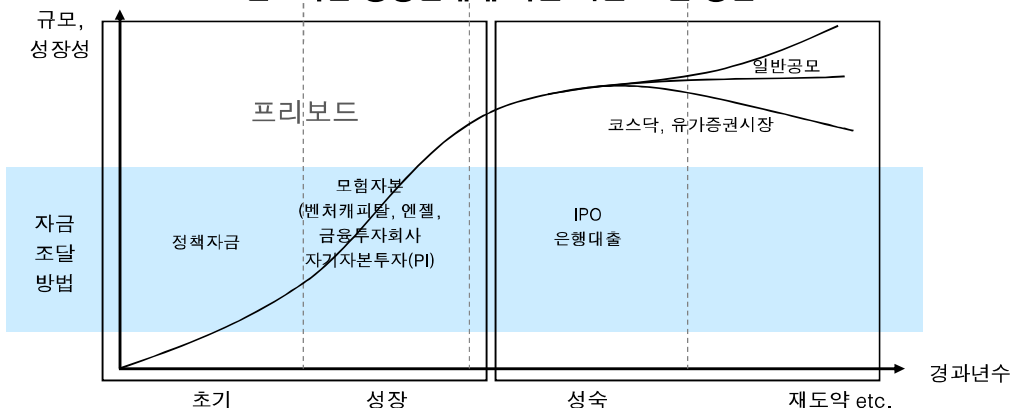 규모,
성장성
프리보드
일반공모
코스닥, 유가증권시장
자금
조달
방법
정책자금
모험자본
(벤처캐피탈, 엔젤,
금융투자회사
자기자본투자(PI)
IPO
은행대출
경과년수
초기
성장
성숙
재도약 etc.